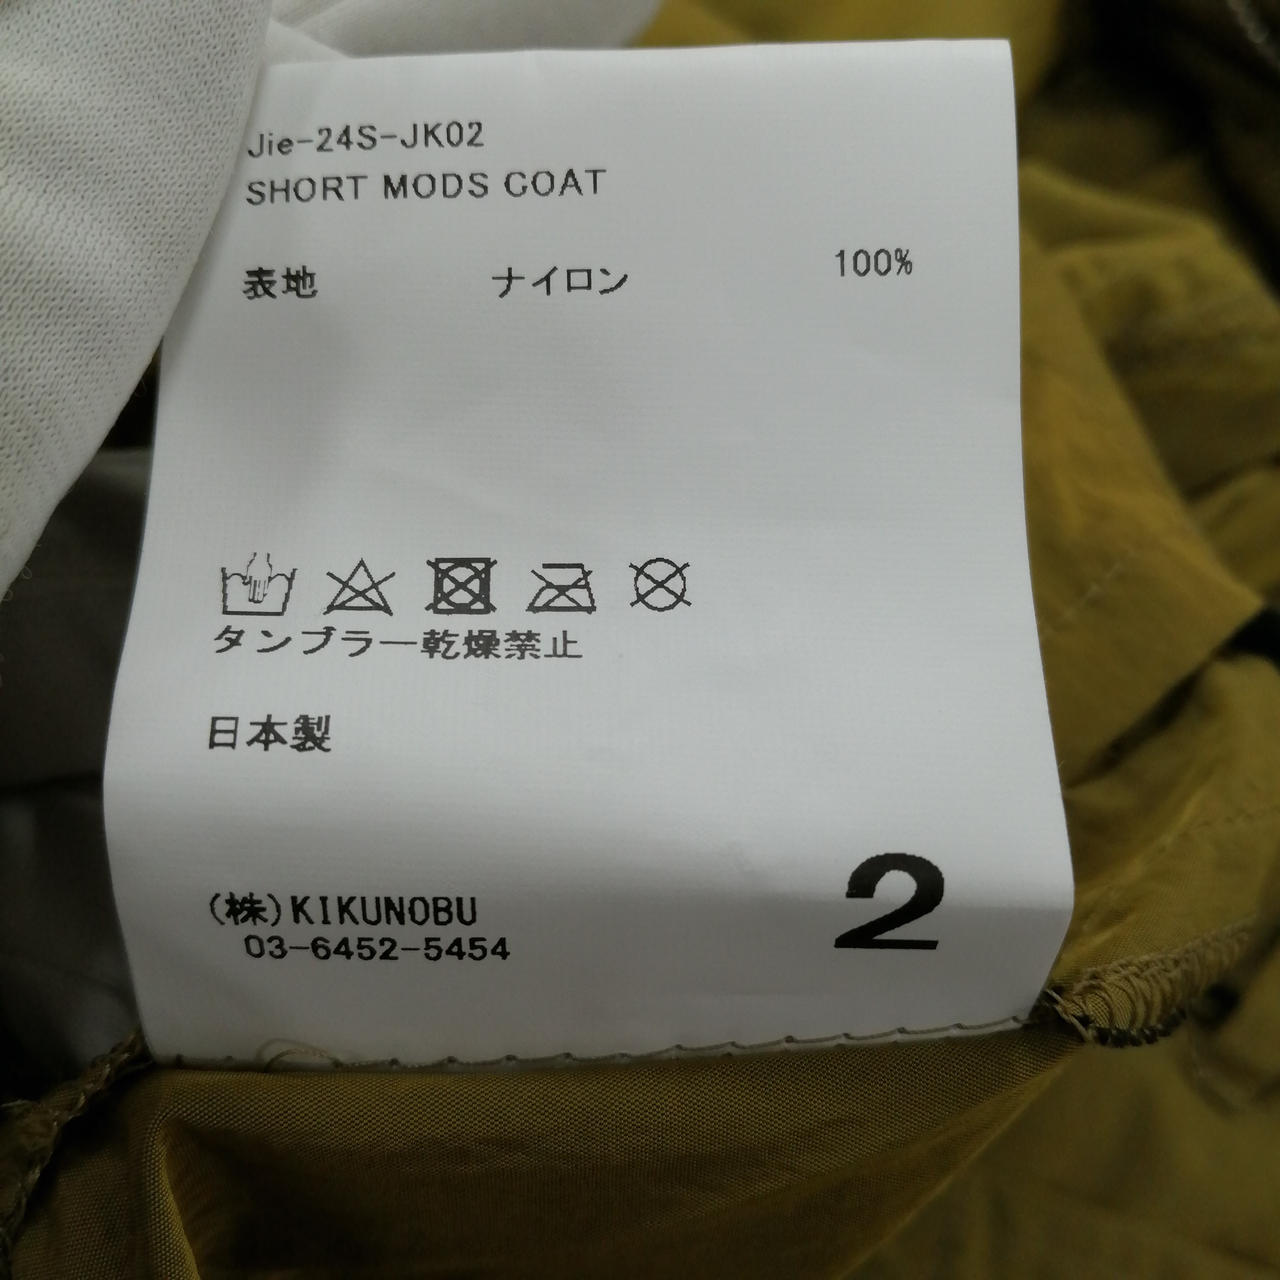 Jie-24S-JK02
SHORT MODS COAT
表地 ナイロン 100%
タンブラー乾燥禁止
日本製
2
(株)KIKUNOBU
03-6452-5454